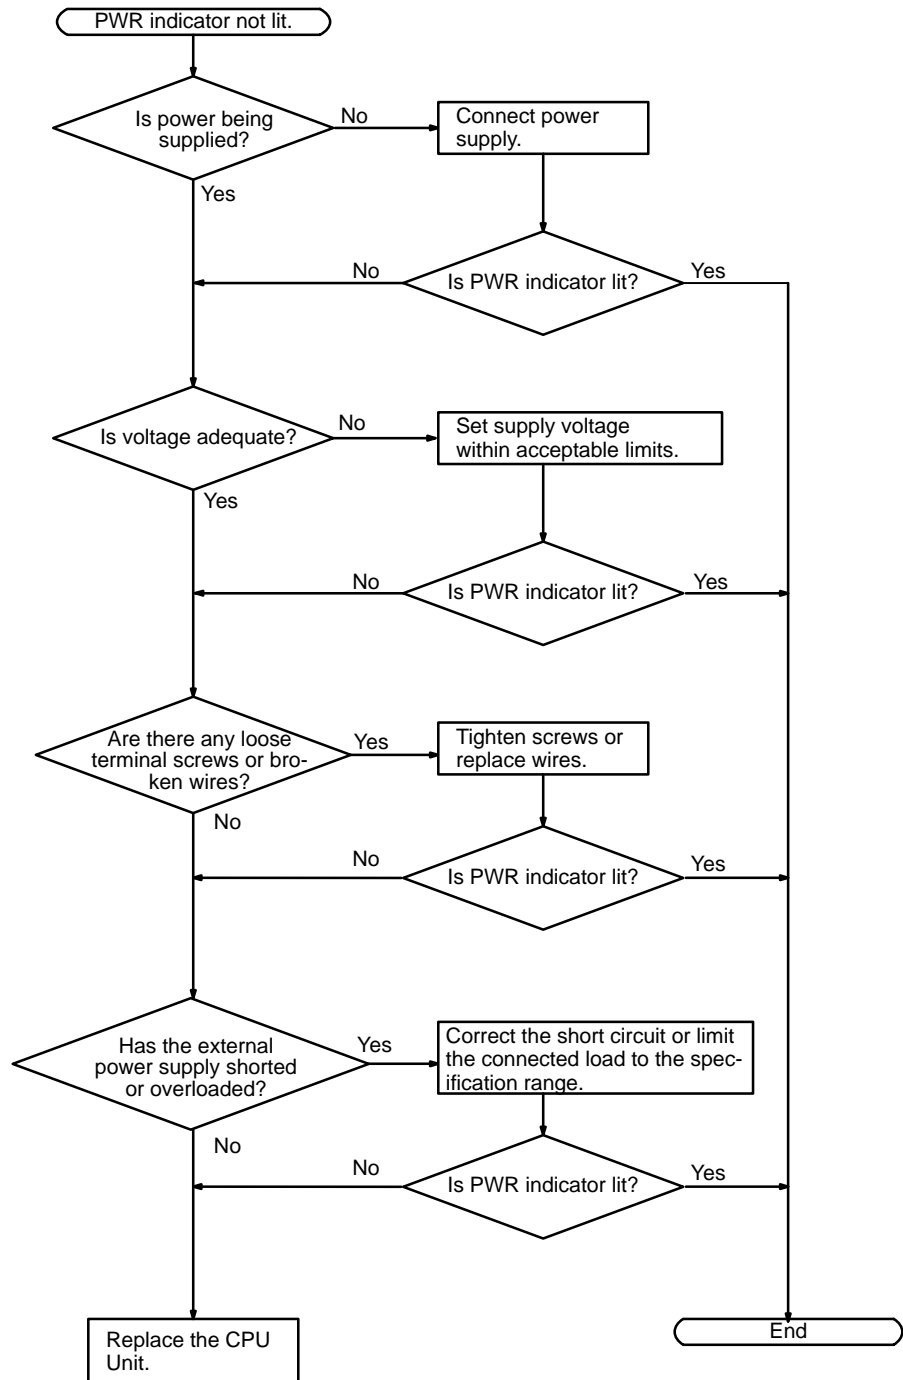 PWR indicator not lit.
Is power being
supplied?
No
Connect power
supply.
Yes
No
Is PWR indicator lit?
Yes
Is voltage adequate?
No
Set supply voltage
within acceptable limits.
Yes
No
Is PWR indicator lit?
Yes
Are there any loose
terminal screws or bro-
ken wires?
Yes
Tighten screws or
replace wires.
No
No
Is PWR indicator lit?
Yes
Has the external
power supply shorted
or overloaded?
Yes
Correct the short circuit or limit
the connected load to the spec-
ification range.
No
No
Is PWR indicator lit?
Yes
Replace the CPU
Unit.
End